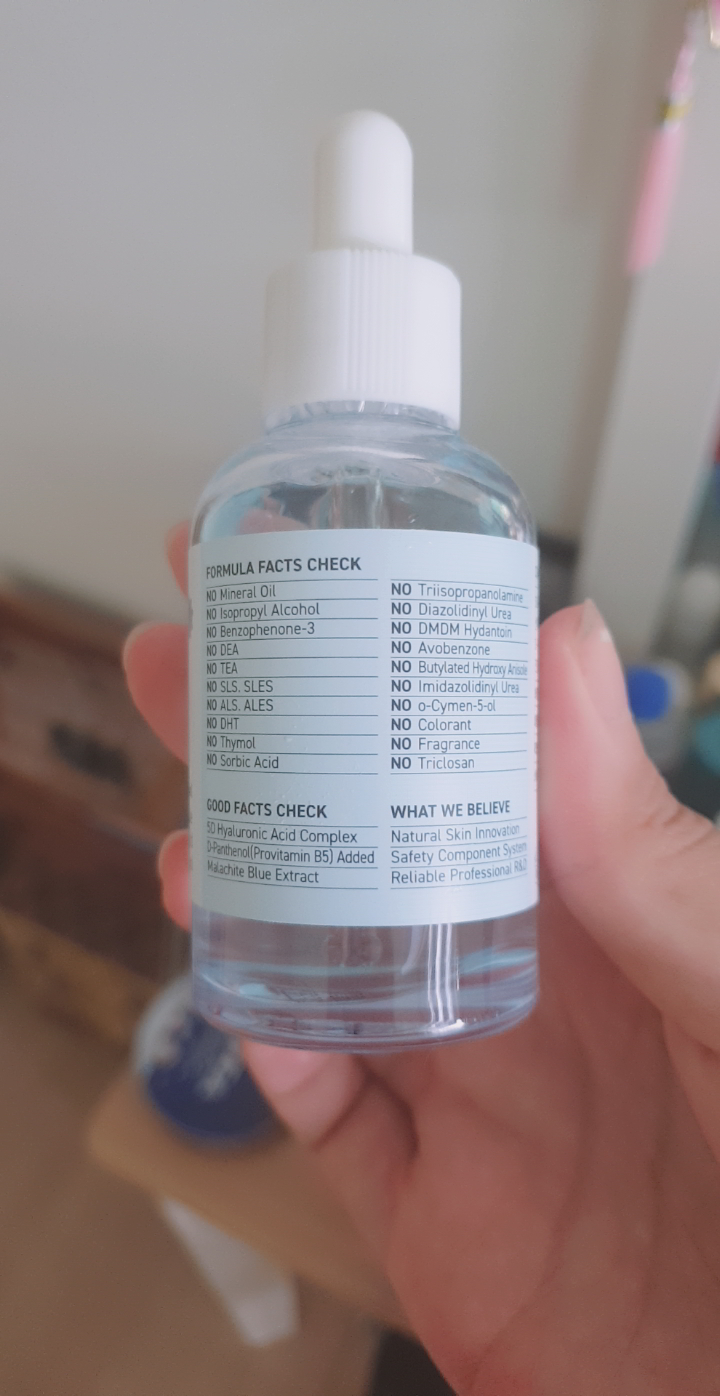 FORMULA FACTS CHECK
NO Mineral Oil
NO Isopropyl Alcohol
NO Benzophenone-3
NO DEA
NO TEA
NO SLS. SLES
NO ALS. ALES
NO DHT
NO Thymol
NO Sorbic Acid
NO Triisopropanolamine
NO Diazolidinyl Urea
NO DMDM Hydantoin
NO Avobenzone
NO Butylated Hydroxy Anisole
NO Imidazolidinyl Urea
NO o-Cymen-5-ol
NO Colorant
NO Fragrance
NO Triclosan
GOOD FACTS CHECK
5D Hyaluronic Acid Complex
D-Panthenol(Provitamin B5) Added
Malachite Blue Extract
WHAT WE BELIEVE
Natural Skin Innovation
Safety Component System
Reliable Professional R&D